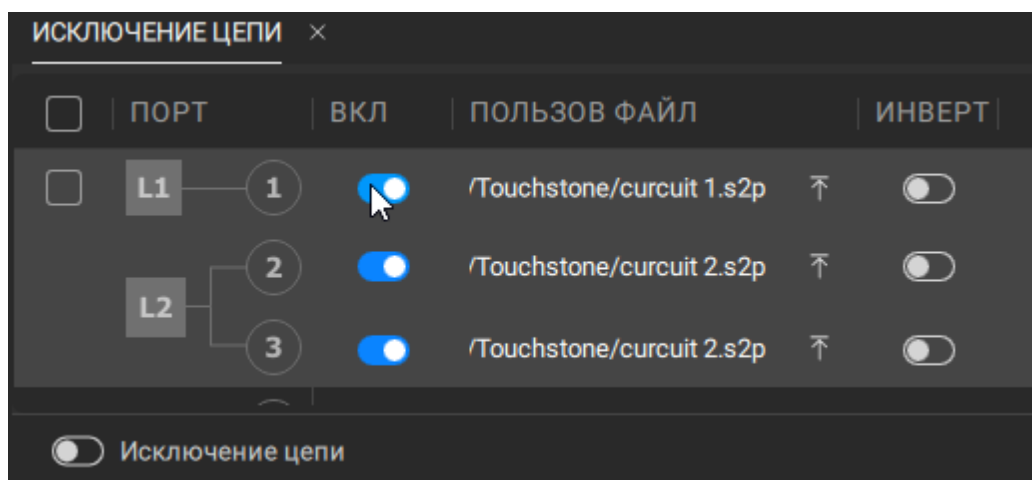 ИСКЛЮЧЕНИЕ ЦЕПИ
ПОРТ ВКЛ ПОЛЬЗОВ ФАЙЛ ИНВЕРТ
L1 1 /Touchstone/curcuit 1.s2p
2 /Touchstone/curcuit 2.s2p
L2
3 /Touchstone/curcuit 2.s2p
Исключение цепи